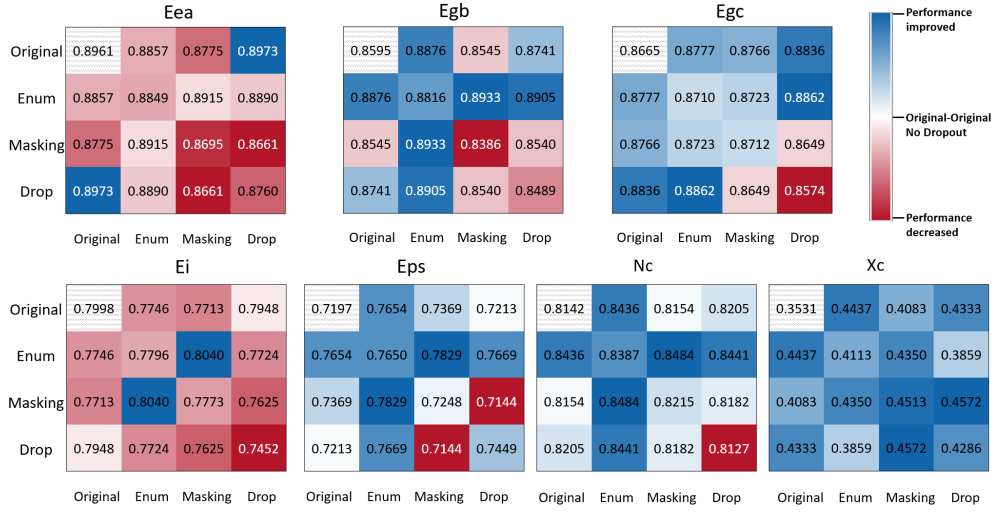 Eea
Egb
Egc
Original
0.8961 0.8857 0.8775 0.8973
0.8595 0.8876 0.8545 0.8741
0.8665 0.8777 0.8766 0.8836
Performance
improved
Enum
0.8857 0.8849 0.8915 0.8890
0.8876 0.8816 0.8933 0.8905
0.8777 0.8710 0.8723 0.8862
Original-Original
No Dropout
Masking
0.8775 0.8915 0.8695 0.8661
0.8545 0.8933 0.8386 0.8540
0.8766 0.8723 0.8712 0.8649
Drop
0.8973 0.8890 0.8661 0.8760
0.8741 0.8905 0.8540 0.8489
0.8836 0.8862 0.8649 0.8574
Performance
decreased
Original Enum Masking Drop
Original Enum Masking Drop
Original Enum Masking Drop
Ei
Eps
Nc
Xc
Original
0.7998 0.7746 0.7713 0.7948
0.7197 0.7654 0.7369 0.7213
0.8142 0.8436 0.8154 0.8205
0.3531 0.4437 0.4083 0.4333
Enum
0.7746 0.7796 0.8040 0.7724
0.7654 0.7650 0.7829 0.7669
0.8436 0.8387 0.8484 0.8441
0.4437 0.4113 0.4350 0.3859
Masking
0.7713 0.8040 0.7773 0.7625
0.7369 0.7829 0.7248 0.7144
0.8154 0.8484 0.8215 0.8182
0.4083 0.4350 0.4513 0.4572
Drop
0.7948 0.7724 0.7625 0.7452
0.7213 0.7669 0.7144 0.7449
0.8205 0.8441 0.8182 0.8127
0.4333 0.3859 0.4572 0.4286
Original Enum Masking Drop
Original Enum Masking Drop
Original Enum Masking Drop
Original Enum Masking Drop